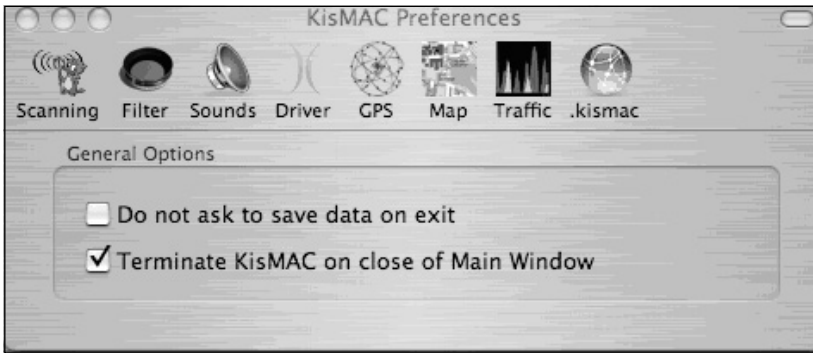 KisMAC Preferences
Scanning Filter Sounds Driver GPS Map Traffic .kismac
General Options
Do not ask to save data on exit
Terminate KisMAC on close of Main Window